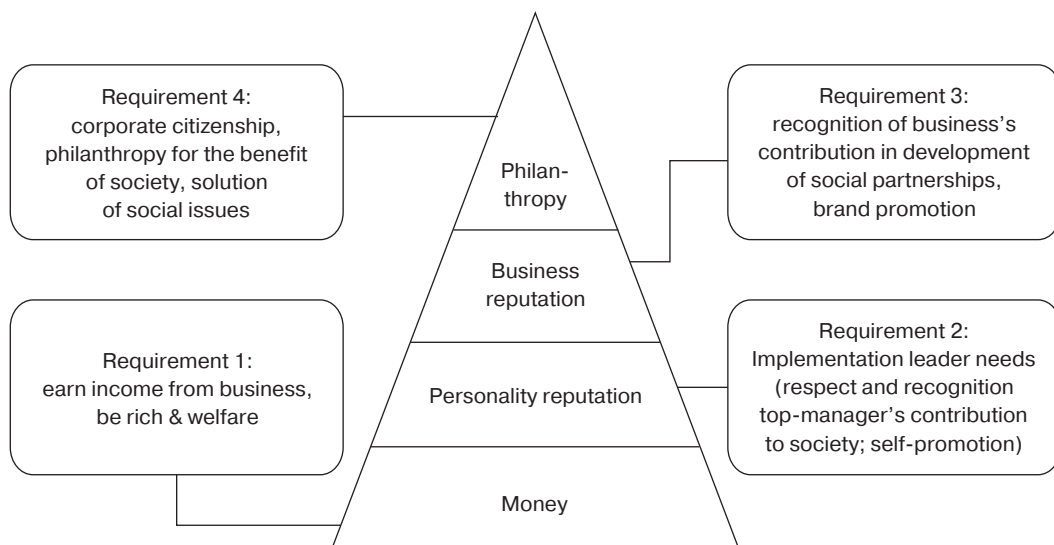 Requirement 4:
corporate citizenship,
philanthropy for the benefit
of society, solution
of social issues
Requirement 3:
recognition of business's
contribution in development
of social partnerships,
brand promotion
Philan-
thropy
Business
reputation
Requirement 1:
earn income from business,
be rich & welfare
Requirement 2:
Implementation leader needs
(respect and recognition
top-manager's contribution
to society; self-promotion)
Personality reputation
Money